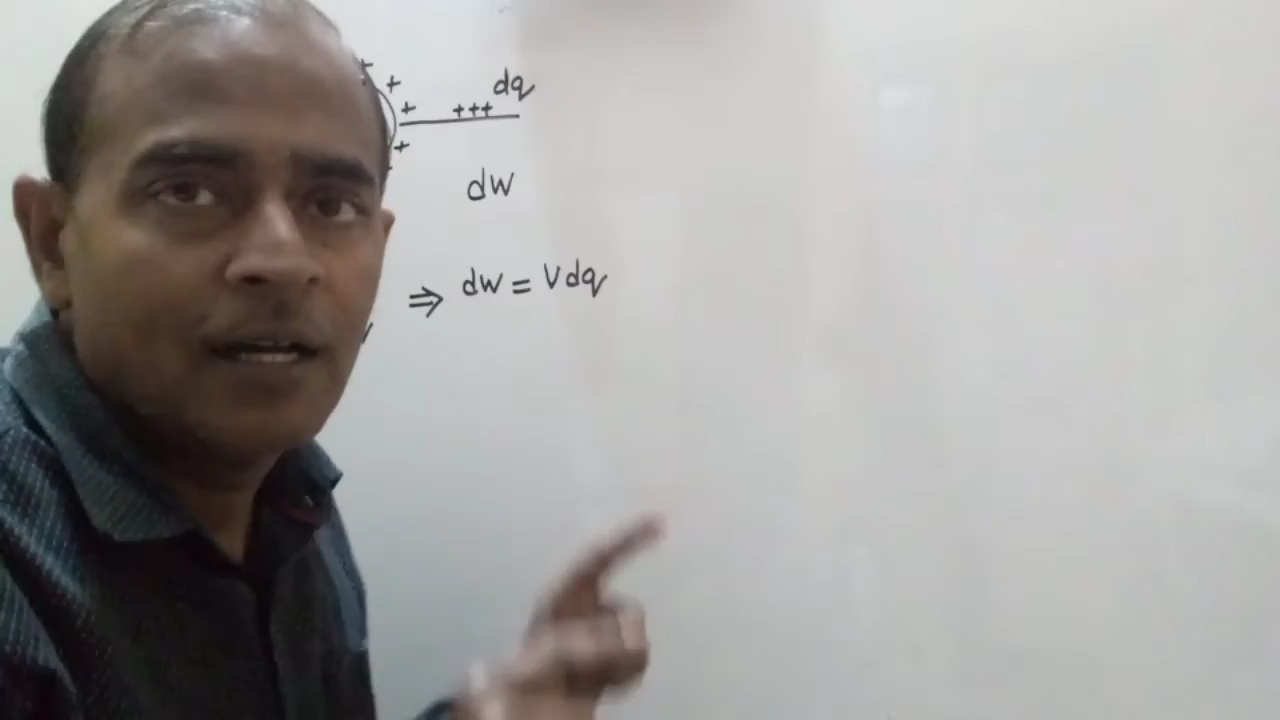 + + dq
+ +++
+
dw
⇒ dw = Vdq